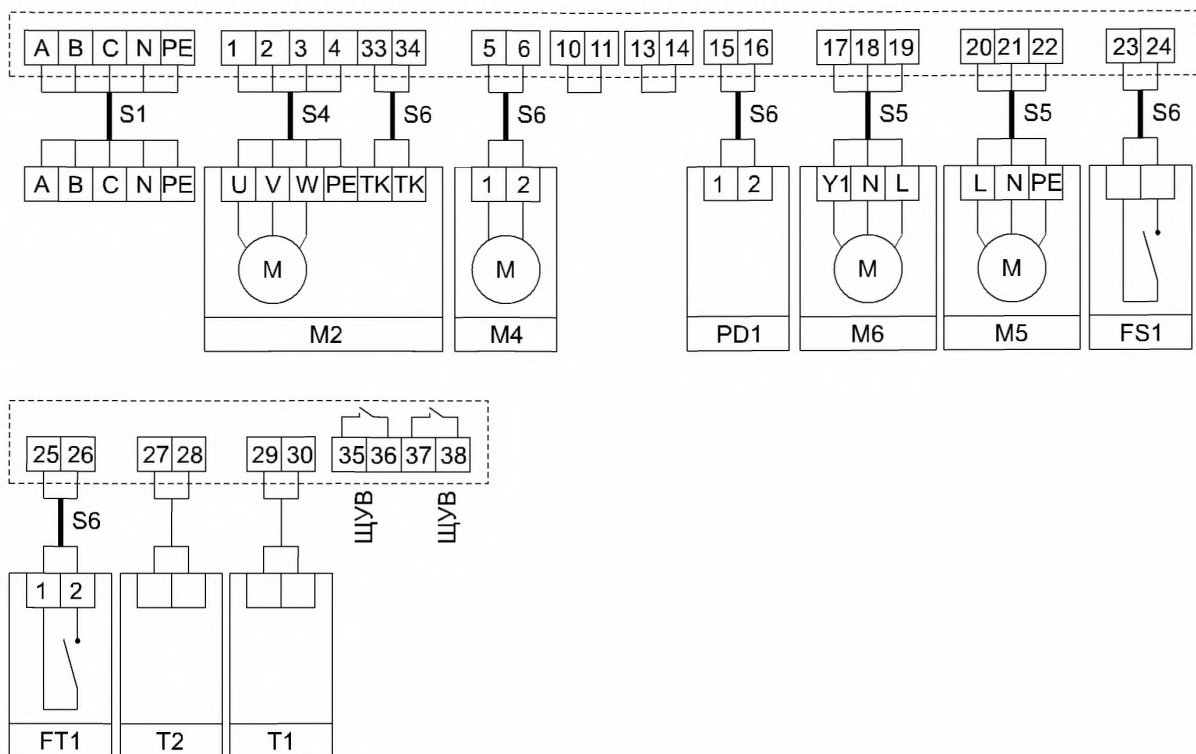 A B C N PE 1 2 3 4 33 34 5 6 10 11 13 14 15 16 17 18 19 20 21 22 23 24
S1 S4 S6 S6 S6 S5 S5 S6
A B C N PE U V W PE TK TK 1 2 1 2 Y1 N L L N PE
M M M M
M2 M4 PD1 M6 M5 FS1
25 26 27 28 29 30 35 36 37 38
ЩУВ ЩУВ
S6
1 2
FT1 T2 T1